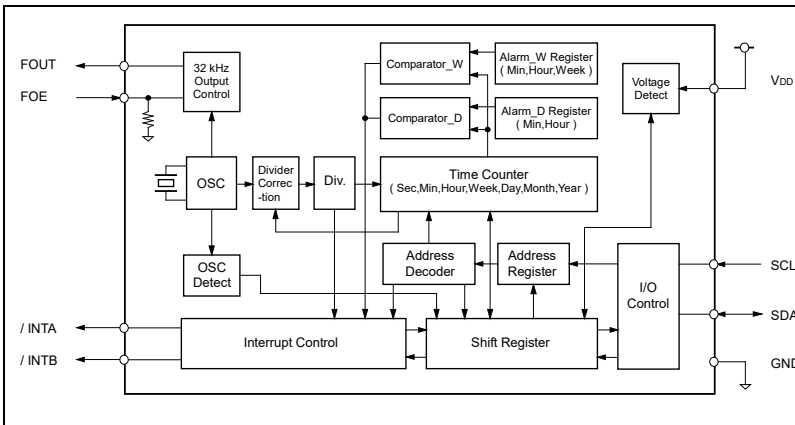 FOUT
FOE
32 kHz
Output
Control
Comparator_W
Alarm_W Register
( Min,Hour,Week)
Comparator_D
Alarm_D Register
( Min,Hour )
Voltage
Detect
VDD
OSC
Divider
Correc
-tion
Div.
Time Counter
( Sec,Min,Hour,Week,Day,Month,Year )
OSC
Detect
Address
Decoder
Address
Register
I/O
Control
SCL
SDA
/ INTA
/ INTB
Interrupt Control
Shift Register
GND